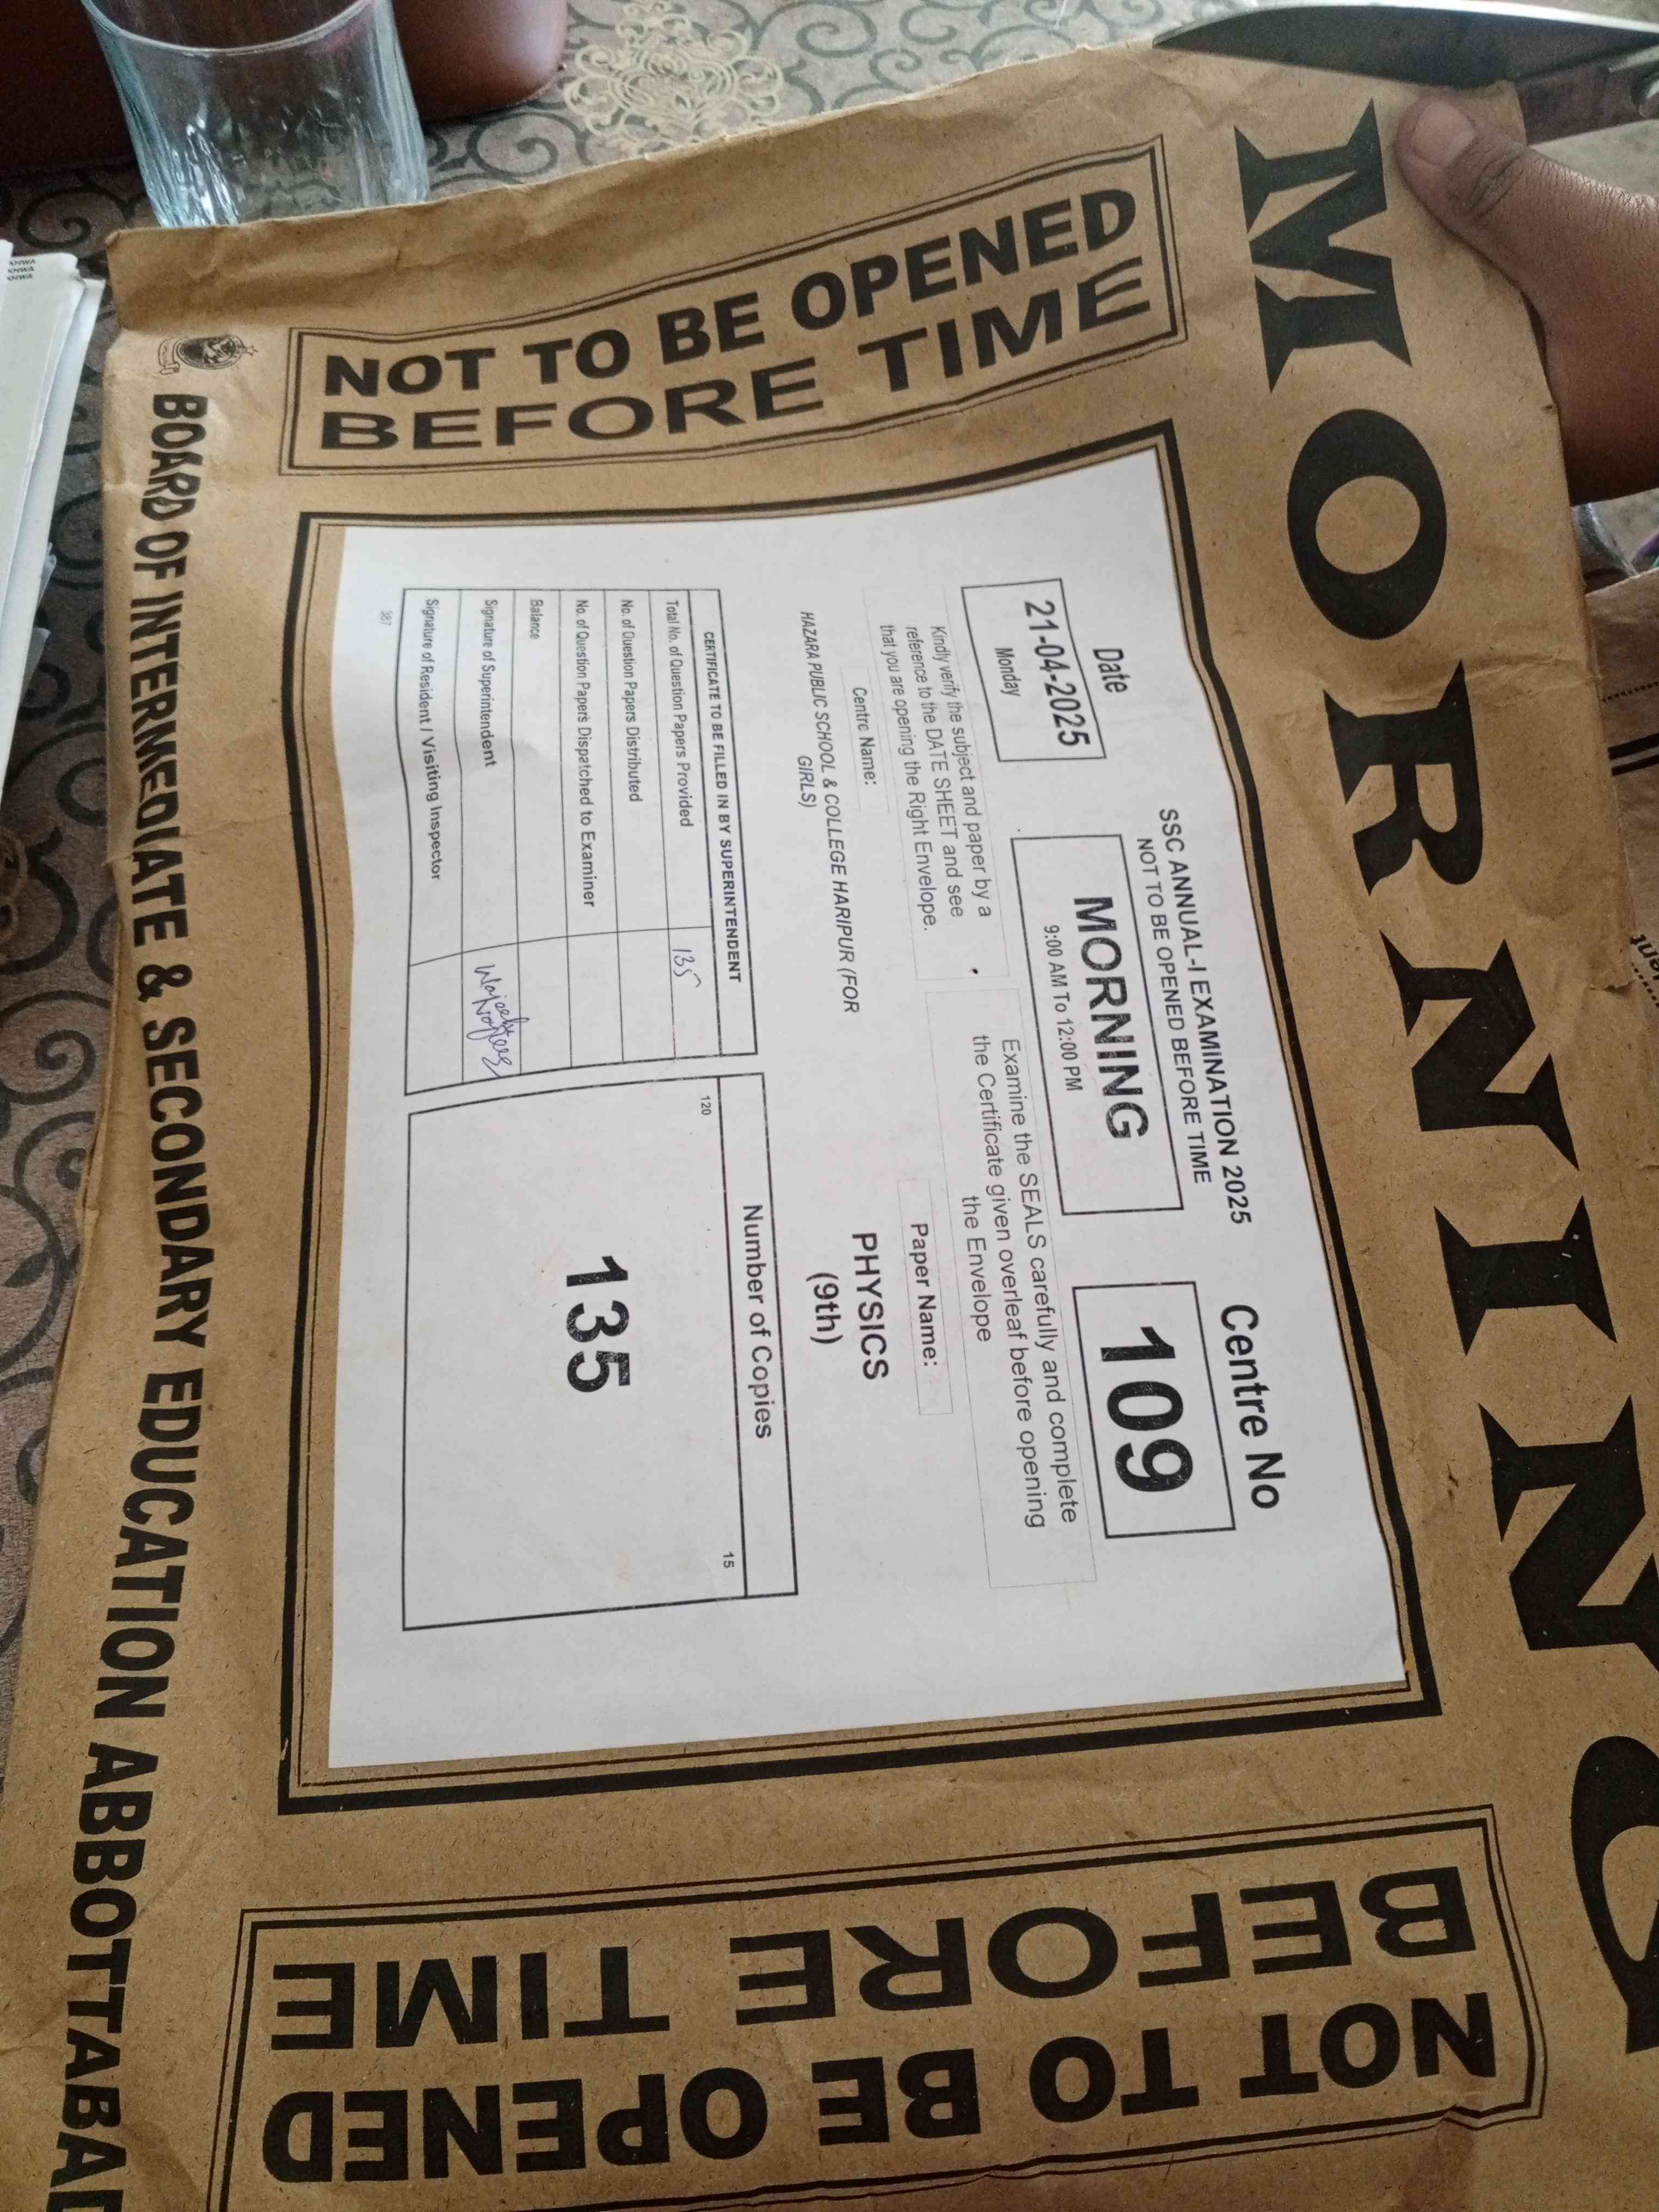 MORNING
NOT TO BE OPENED
BEFORE TIME
SSC ANNUAL-I EXAMINATION 2025
NOT TO BE OPENED BEFORE TIME
Date
21-04-2025
Monday
MORNING
9:00 AM To 12:00 PM
Centre No
109
Kindly verify the subject and paper by a
reference to the DATE SHEET and see
that you are opening the Right Envelope.
Examine the SEALS carefully and complete
the Certificate given overleaf before opening
the Envelope
Centre Name:
HAZARA PUBLIC SCHOOL & COLLEGE HARIPUR (FOR
GIRLS)
Paper Name:
PHYSICS
(9th)
CERTIFICATE TO BE FILLED IN BY SUPERINTENDENT
Total No. of Question Papers Provided 135
No. of Question Papers Distributed
No. of Question Papers Dispatched to Examiner
Balance
Signature of Superintendent
Signature of Resident / Visiting Inspector
387
Number of Copies
120 15
135
NOT TO BE OPENED
BEFORE TIME
BOARD OF INTERMEDIATE & SECONDARY EDUCATION ABBOTTABAD